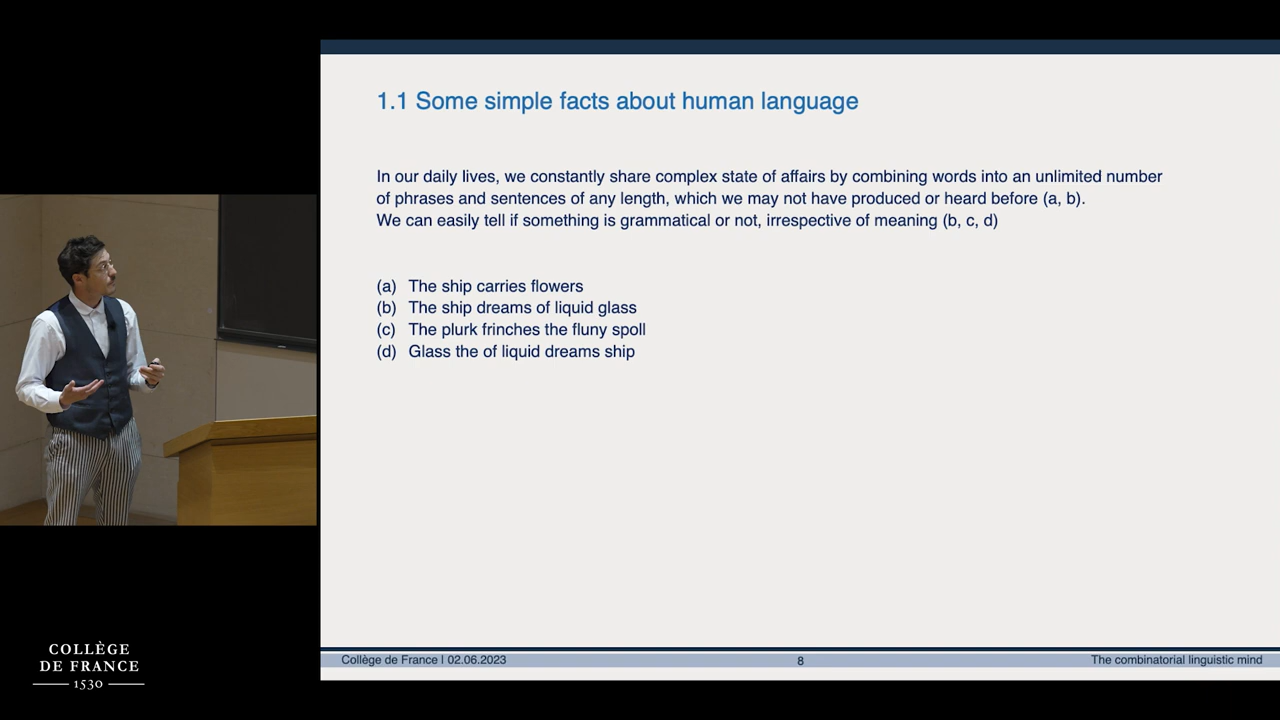 1.1 Some simple facts about human language
In our daily lives, we constantly share complex state of affairs by combining words into an unlimited number
of phrases and sentences of any length, which we may not have produced or heard before (a, b).
We can easily tell if something is grammatical or not, irrespective of meaning (b, c, d)
(a) The ship carries flowers
(b) The ship dreams of liquid glass
(c) The plurk frinches the fluny spoll
(d) Glass the of liquid dreams ship
COLLÈGE
DE FRANCE
1530
Collège de France I 02.06.2023
8
The combinatorial linguistic mind